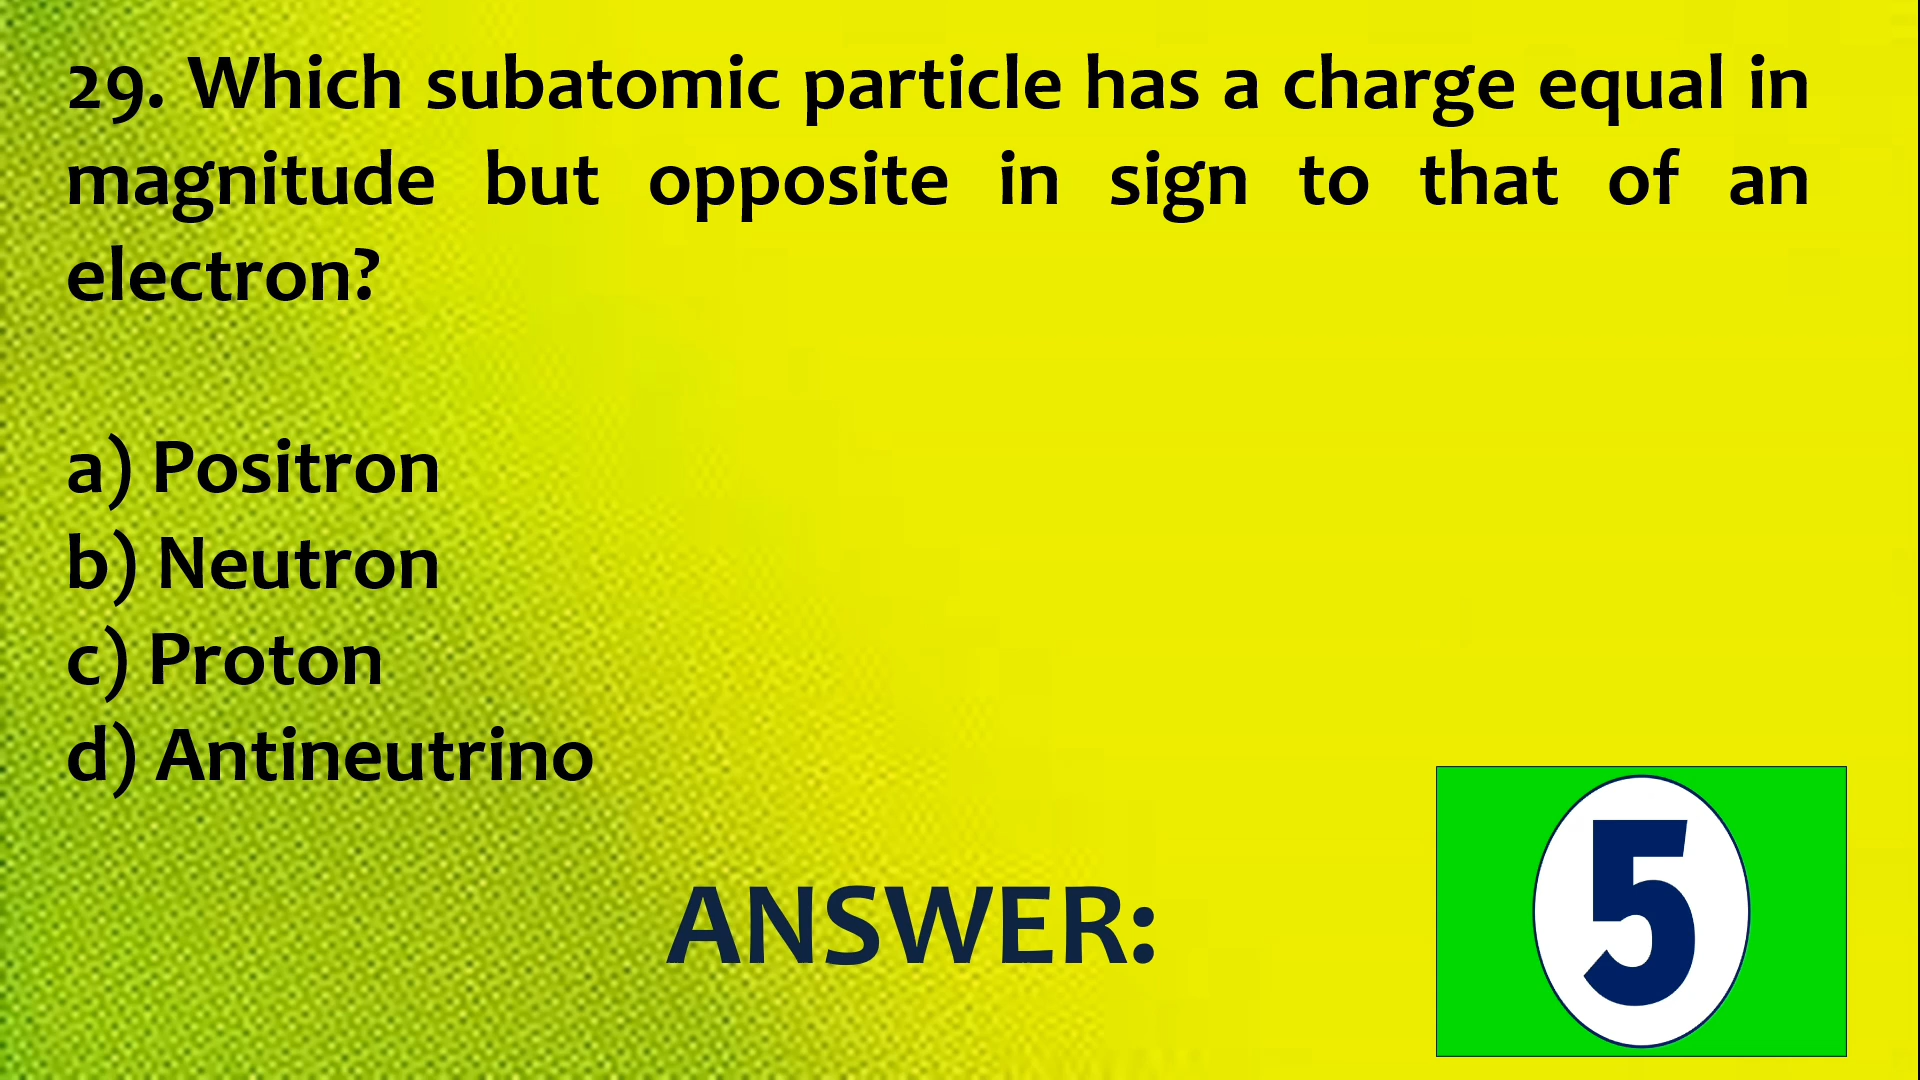 29. Which subatomic particle has a charge equal in
magnitude but opposite in sign to that of an
electron?
a) Positron
b) Neutron
c) Proton
d) Antineutrino
ANSWER:
5